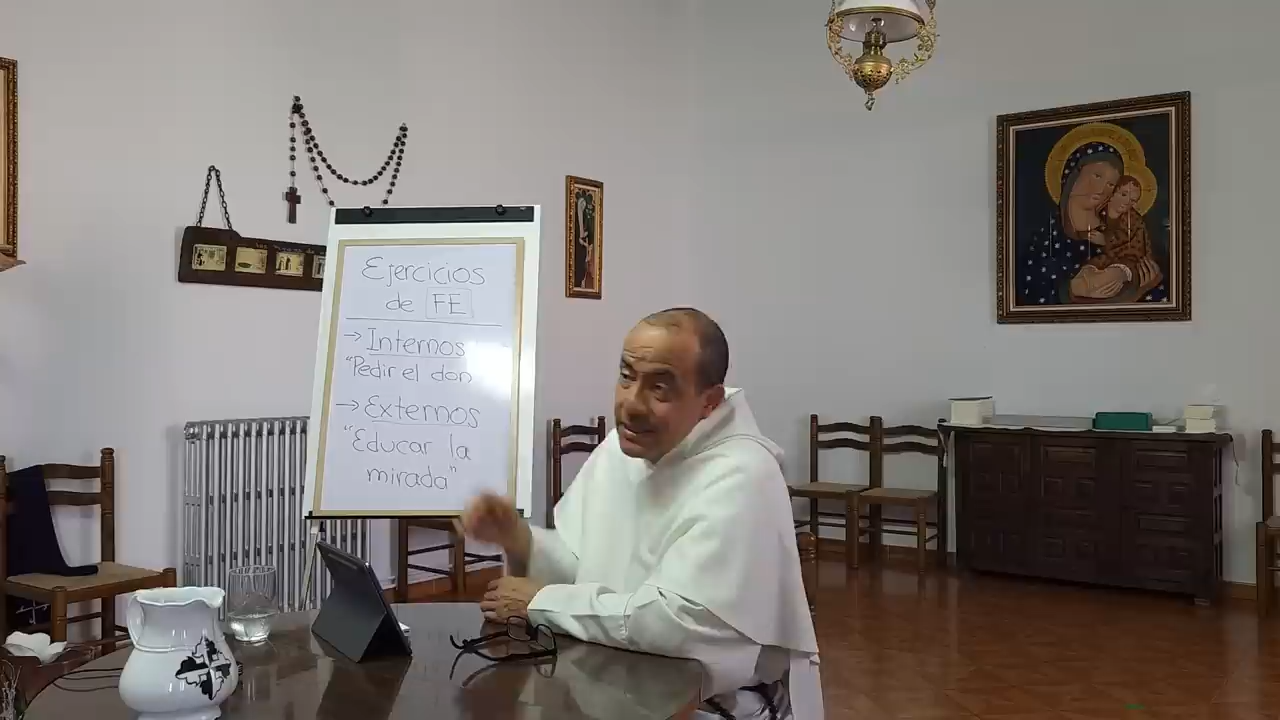 Ejercicios
de FE
→ Internos
"Pedir el don
→ Externos
"Educar la
mirada"